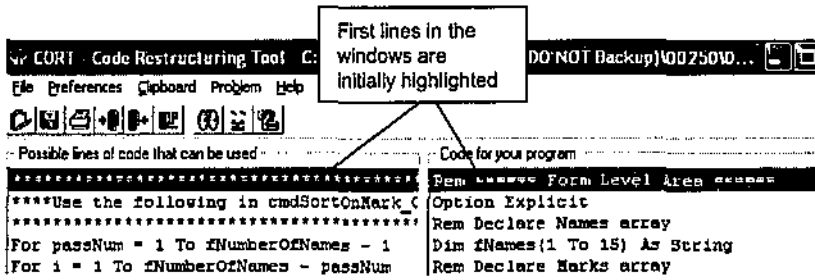 First lines in the
windows are
initially highlighted
CORT - Code Restructuring Tool C:
DO NOT Backup)\00250\0...
File Preferences Clipboard Problem Help
Possible lines of code that can be used
Code for your program
****************************************
****Use the following in cmdSortOnMark_C
****************************************
For passNum = 1 To fNumberOfNames - 1
For i = 1 To fNumberOfNames - passNum
Rem ****** Form Level Area ******
Option Explicit
Rem Declare Names array
Dim fNames(1 To 15) As String
Rem Declare Marks array